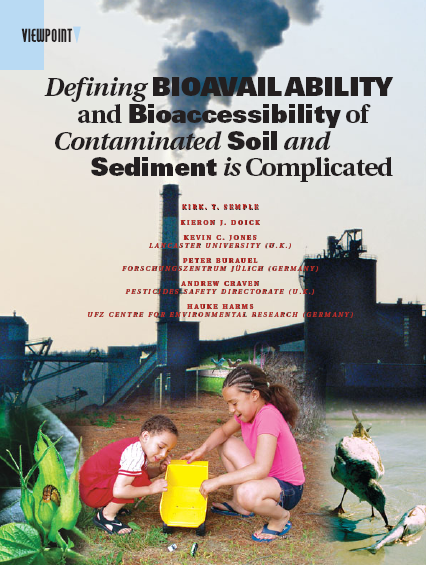 VIEWPOINT
Defining BIOAVAILABILITY
and Bioaccessibility of
Contaminated Soil and
Sediment is Complicated
KIRK. T. SEMPLE
KIERON J. DOICK
KEVIN C. JONES
LANCASTER UNIVERSITY (U.K.)
PETER BURAUEL
FORSCHUNGSZENTRUM JÜLICH (GERMANY)
ANDREW CRAVEN
PESTICIDES SAFETY DIRECTORATE (U.K.)
HAUKE HARMS
UFZ CENTRE FOR ENVIRONMENTAL RESEARCH (GERMANY)